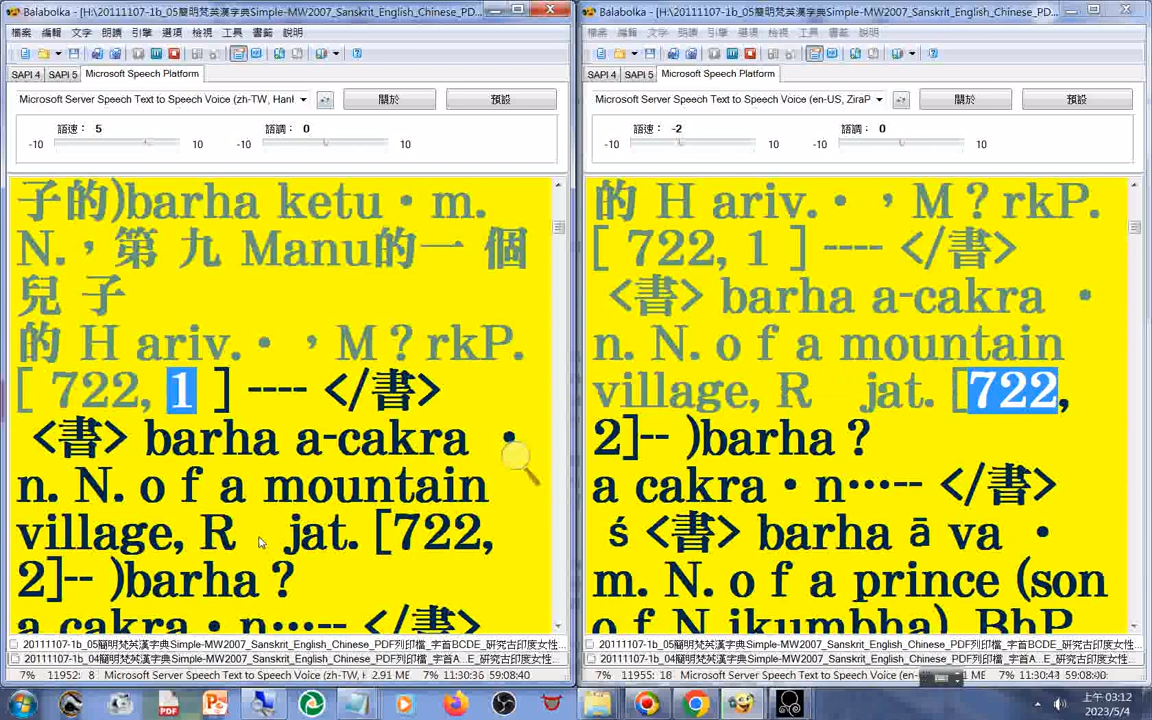 Balabolka - [H:\20111107-1b_05簡明梵英漢字典Simple-MW2007_Sanskrit_English_Chinese_PD...
檔案 編輯 文字 朗讀 引擎 選項 檢視 工具 書籤 說明
SAPI 4 SAPI 5 Microsoft Speech Platform
Microsoft Server Speech Text to Speech Voice (zh-TW, Hanl 關於 預設
語速： 5 語調： 0
-10 10 -10 10
子的)barha ketu • m.
N.，第 九 Manu的一 個
兒 子
的 H ariv.•，M？rkP.
[ 722, 1 ] ---- </書>
<書> barha a-cakra •
n. N. o f a mountain
village, R jat. [722,
2]-- )barha？
a cakra • n…-- </書>
20111107-1b_05簡明梵英漢字典Simple-MW2007_Sanskrit_English_Chinese_PDF列印檔_字首BCDE_研究古印度女性...
20111107-1b_04簡明梵英漢字典Simple-MW2007_Sanskrit_English_Chinese_PDF列印檔_字首A...E_研究古印度女性...
7% 11952: 8 Microsoft Server Speech Text to Speech Voice (zh-TW, 2.91 MB 7% 11:30:36 59:08:40
Balabolka - [H:\20111107-1b_05簡明梵英漢字典Simple-MW2007_Sanskrit_English_Chinese_PD...
檔案 編輯 文字 朗讀 引擎 選項 檢視 工具 書籤 說明
SAPI 4 SAPI 5 Microsoft Speech Platform
Microsoft Server Speech Text to Speech Voice (en-US, ZiraP 關於 預設
語速： -2 語調： 0
-10 10 -10 10
的 H ariv.•，M？rkP.
[ 722, 1 ] ---- </書>
<書> barha a-cakra •
n. N. o f a mountain
village, R jat. [722,
2]-- )barha？
a cakra • n…-- </書>
ś <書> barha ā va •
m. N. o f a prince (son
o f N ikumbha), BhP.
20111107-1b_05簡明梵英漢字典Simple-MW2007_Sanskrit_English_Chinese_PDF列印檔_字首BCDE_研究古印度女性...
20111107-1b_04簡明梵英漢字典Simple-MW2007_Sanskrit_English_Chinese_PDF列印檔_字首A...E_研究古印度女性...
7% 11955: 18 Microsoft Server Speech Text to Speech Voice (en-US, ME 7% 11:30:43 59:08:00
PDF
上午 03:12
2023/5/4